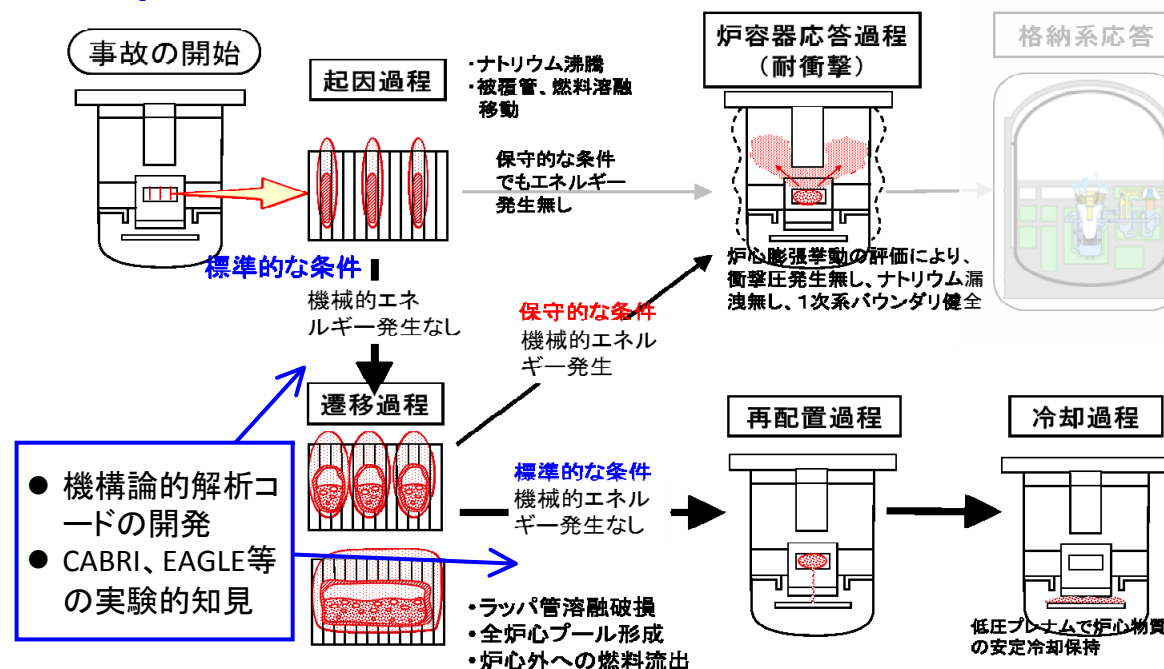 事故の開始
起因過程
・ナトリウム沸騰
・被覆管、燃料溶融
移動
炉容器応答過程
（耐衝撃）
格納系応答
保守的な条件
でもエネルギー
発生無し
炉心膨張挙動の評価により、
衝撃圧発生無し、ナトリウム漏
洩無し、１次系バウンダリ健全
標準的な条件
機械的エネ
ルギー発生なし
保守的な条件
機械的エネル
ギー発生
遷移過程
再配置過程
冷却過程
標準的な条件
機械的エネル
ギー発生なし
● 機構論的解析コ
ードの開発
● CABRI、EAGLE等
の実験的知見
・ラッパ管溶融破損
・全炉心プール形成
・炉心外への燃料流出
低圧プレナムで炉心物質
の安定冷却保持